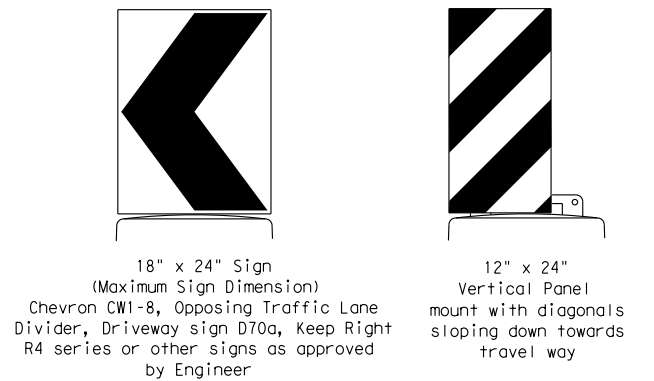 18" x 24" Sign
(Maximum Sign Dimension)
Chevron CW1-8, Opposing Traffic Lane
Divider, Driveway sign D70a, Keep Right
R4 series or other signs as approved
by Engineer
12" x 24"
Vertical Panel
mount with diagonals
sloping down towards
travel way